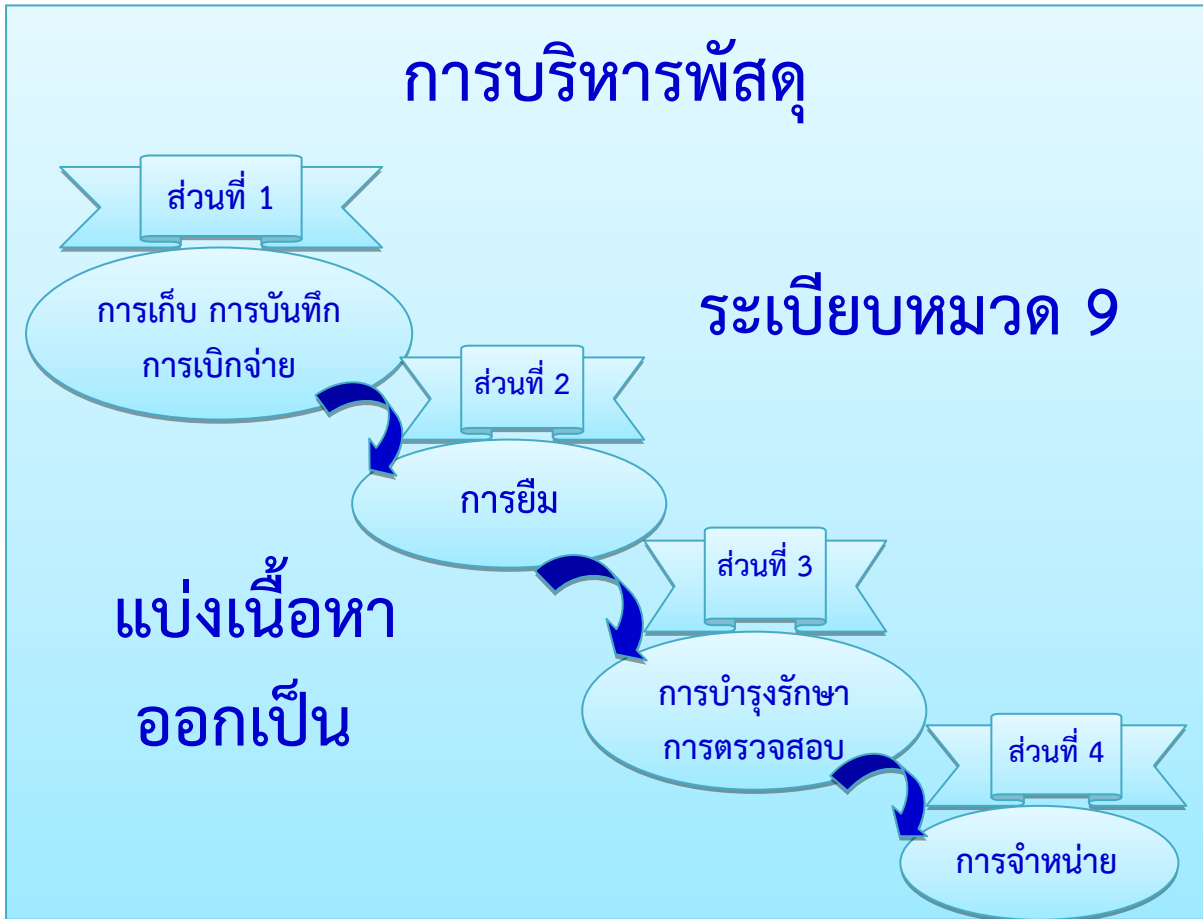 การบริหารพัสดุ
ส่วนที่ 1
การเก็บ การบันทึก
การเบิกจ่าย
ระเบียบหมวด 9
ส่วนที่ 2
การยืม
แบ่งเนื้อหา
ออกเป็น
ส่วนที่ 3
การบำรุงรักษา
การตรวจสอบ
ส่วนที่ 4
การจำหน่าย